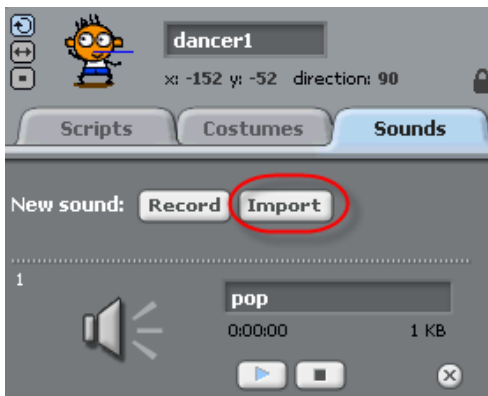 dancer1
x: -152 y: -52 direction: 90
Scripts Costumes Sounds
New sound: Record Import
1
pop
0:00:00 1 KB